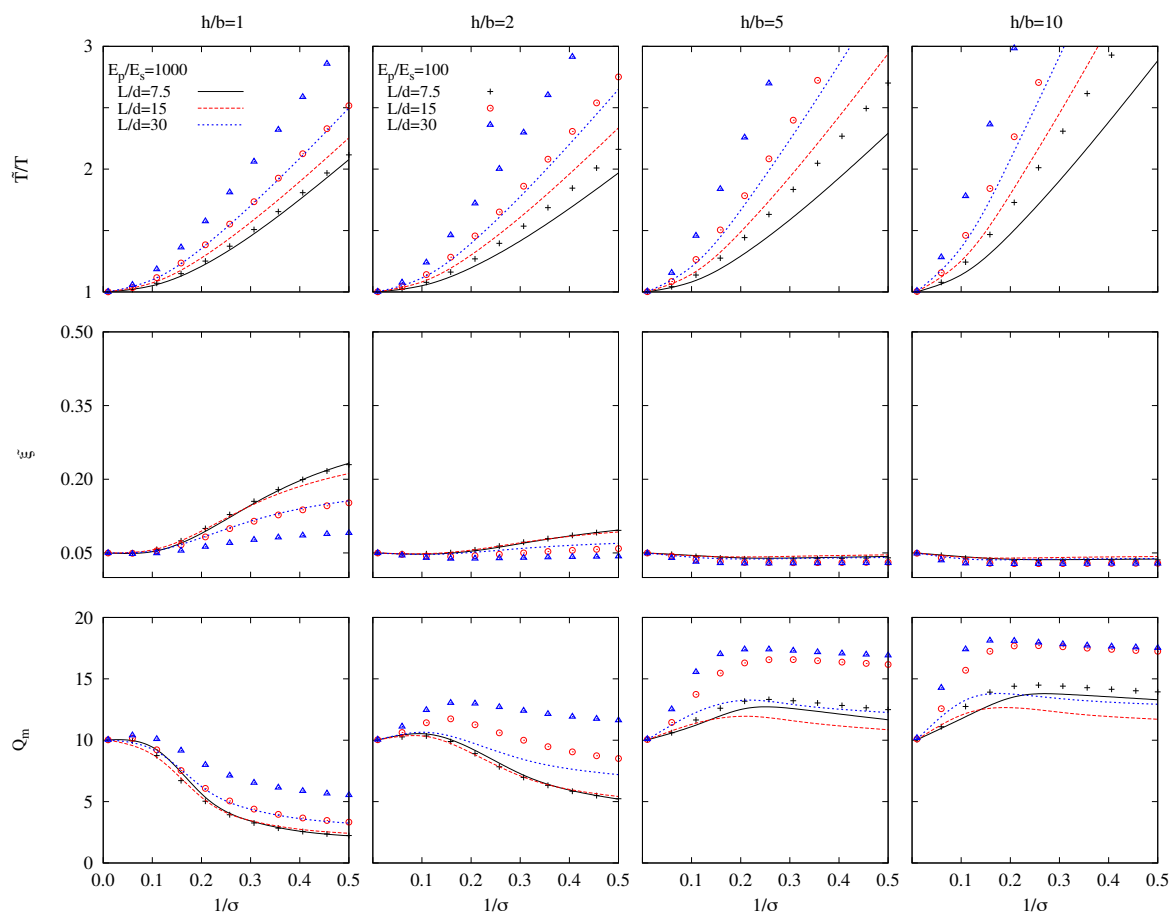 h/b=1 h/b=2 h/b=5 h/b=10
3
2
1
T̃/T
E_p/E_s=1000
L/d=7.5
L/d=15
L/d=30
E_p/E_s=100
L/d=7.5
L/d=15
L/d=30
0.50
0.35
0.20
0.05
ξ̃
20
15
10
5
0
Q_m
0.0 0.1 0.2 0.3 0.4 0.5 0.1 0.2 0.3 0.4 0.5 0.1 0.2 0.3 0.4 0.5 0.1 0.2 0.3 0.4 0.5
1/σ 1/σ 1/σ 1/σ